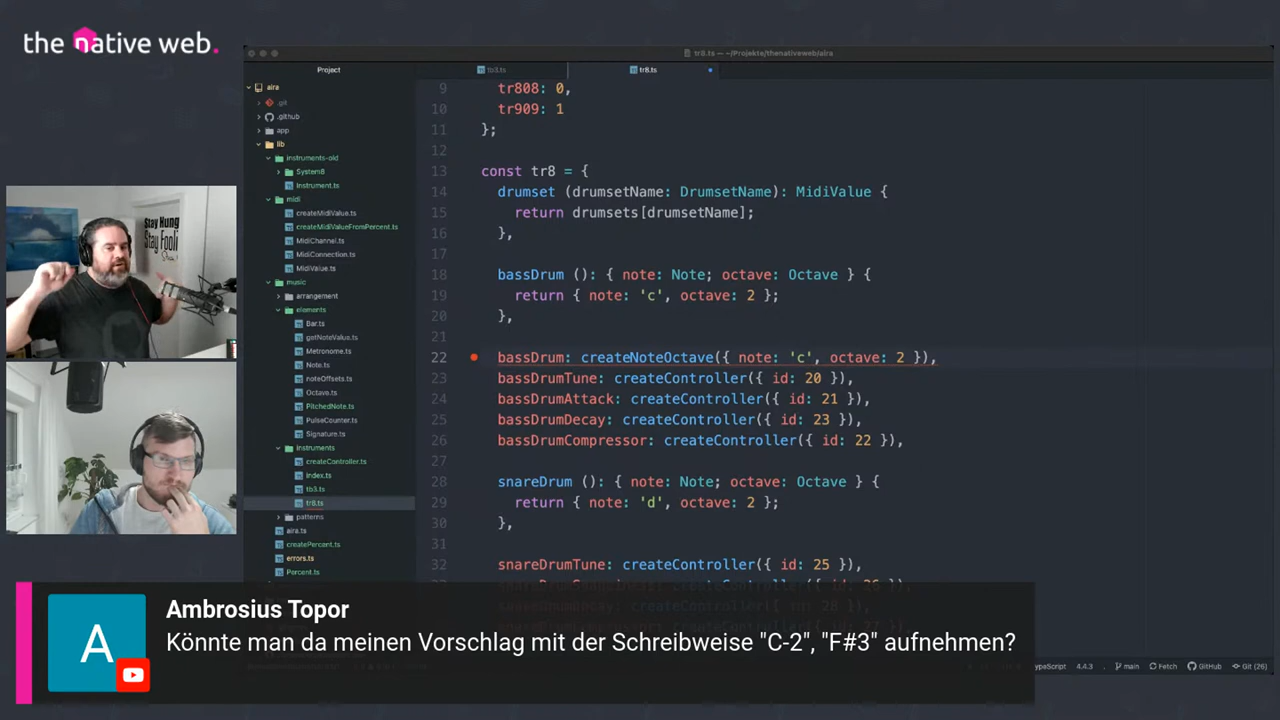 the native web.
tr8.ts — ~/Projekte/thenativeweb/aira
Project
tb3.ts
tr8.ts
aira
.git
.github
app
lib
instruments-old
System8
Instrument.ts
midi
createMidiValue.ts
createMidiValueFromPercent.ts
MidiChannel.ts
MidiConnection.ts
MidiValue.ts
music
arrangement
elements
Bar.ts
getNoteValue.ts
Metronome.ts
Note.ts
noteOffsets.ts
Octave.ts
PitchedNote.ts
PulseCounter.ts
Signature.ts
instruments
createController.ts
index.ts
tb3.ts
tr8.ts
patterns
aira.ts
createPercent.ts
errors.ts
Percent.ts
9 tr808: 0,
10 tr909: 1
11 };
12
13 const tr8 = {
14 drumset (drumsetName: DrumsetName): MidiValue {
15 return drumsets[drumsetName];
16 },
17
18 bassDrum (): { note: Note; octave: Octave } {
19 return { note: 'c', octave: 2 };
20 },
21
22 bassDrum: createNoteOctave({ note: 'c', octave: 2 }),
23 bassDrumTune: createController({ id: 20 }),
24 bassDrumAttack: createController({ id: 21 }),
25 bassDrumDecay: createController({ id: 23 }),
26 bassDrumCompressor: createController({ id: 22 }),
27
28 snareDrum (): { note: Note; octave: Octave } {
29 return { note: 'd', octave: 2 };
30 },
31
32 snareDrumTune: createController({ id: 25 }),
Stay Hung
Stay Fooli
A
Ambrosius Topor
Könnte man da meinen Vorschlag mit der Schreibweise "C-2", "F#3" aufnehmen?
ypeScript 4.4.3 main Fetch GitHub Git (26)